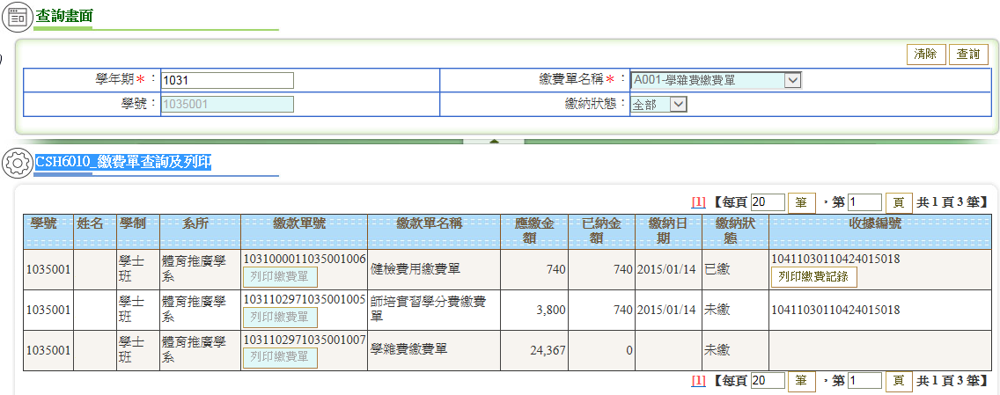 查詢畫面
清除 查詢
學年期＊： 1031 繳費單名稱＊： A001-學雜費繳費單
學號： 1035001 繳納狀態： 全部
CSH6010_繳費單查詢及列印
[1] 【每頁 20 筆 ，第 1 頁 共 1 頁 3 筆】
學號 姓名 學制 系所 繳款單號 繳款單名稱 應繳金額 已納金額 繳納日期 繳納狀態 收據編號
1035001 學士班 體育推廣學系 1031000011035001006 列印繳費單 健檢費用繳費單 740 740 2015/01/14 已繳 10411030110424015018 列印繳費記錄
1035001 學士班 體育推廣學系 1031102971035001005 列印繳費單 師培實習學分費繳費單 3,800 740 2015/01/14 未繳 10411030110424015018
1035001 學士班 體育推廣學系 1031102971035001007 列印繳費單 學雜費繳費單 24,367 0 未繳
[1] 【每頁 20 筆 ，第 1 頁 共 1 頁 3 筆】